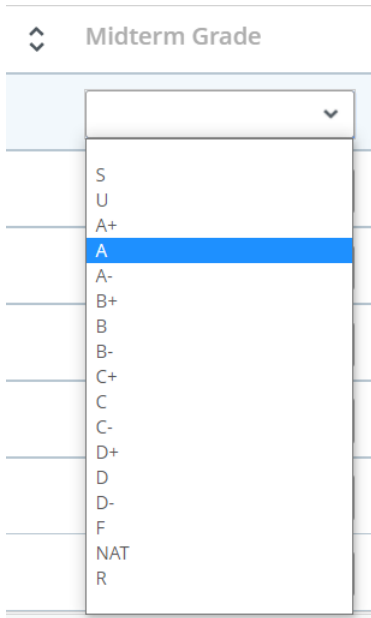 Midterm Grade
S
U
A+
A
A-
B+
B
B-
C+
C
C-
D+
D
D-
F
NAT
R